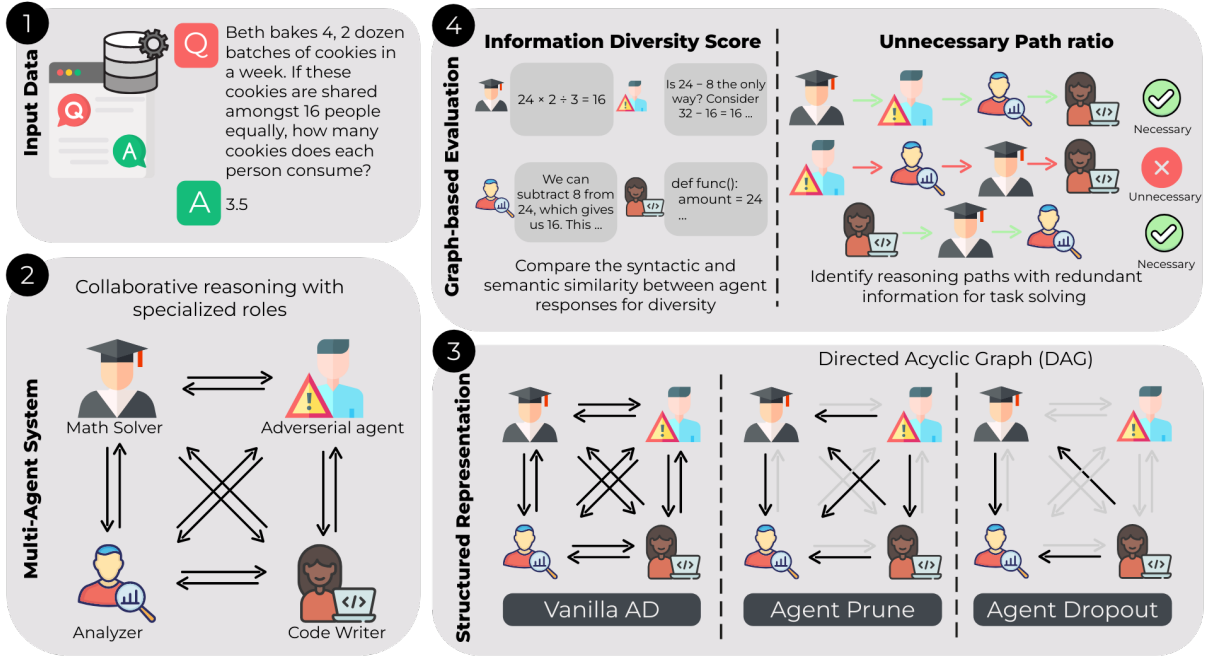 1
Input Data
Q
A
Q
Beth bakes 4, 2 dozen
batches of cookies in
a week. If these
cookies are shared
amongst 16 people
equally, how many
cookies does each
person consume?
A
3.5
2
Multi-Agent System
Collaborative reasoning with
specialized roles
Math Solver
Adverserial agent
Analyzer
</>
Code Writer
4
Graph-based Evaluation
Information Diversity Score
24 × 2 ÷ 3 = 16
!
Is 24 − 8 the only
way? Consider
32 − 16 = 16 ...
We can
subtract 8 from
24, which gives
us 16. This ...
</>
def func():
amount = 24
...
Compare the syntactic and
semantic similarity between agent
responses for diversity
Unnecessary Path ratio
!
</>
Necessary
!
</>
Unnecessary
</>
Necessary
Identify reasoning paths with redundant
information for task solving
3
Structured Representation
Directed Acyclic Graph (DAG)
!
</>
Vanilla AD
!
</>
Agent Prune
!
</>
Agent Dropout